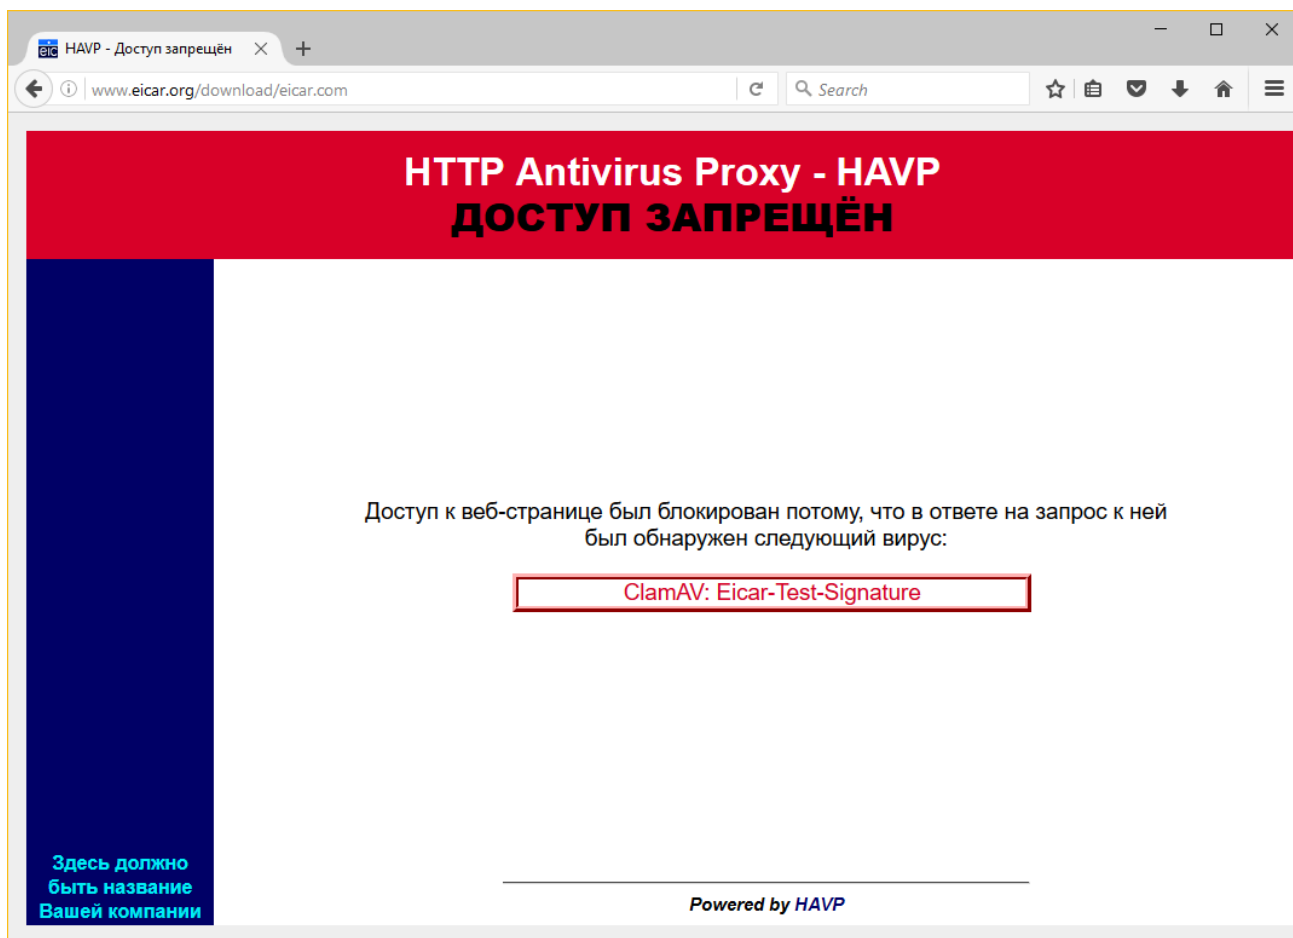 eic HAVP - Доступ запрещён
www.eicar.org/download/eicar.com
Search
HTTP Antivirus Proxy - HAVP
ДОСТУП ЗАПРЕЩЁН
Доступ к веб-странице был блокирован потому, что в ответе на запрос к ней
был обнаружен следующий вирус:
ClamAV: Eicar-Test-Signature
Здесь должно
быть название
Вашей компании
Powered by HAVP